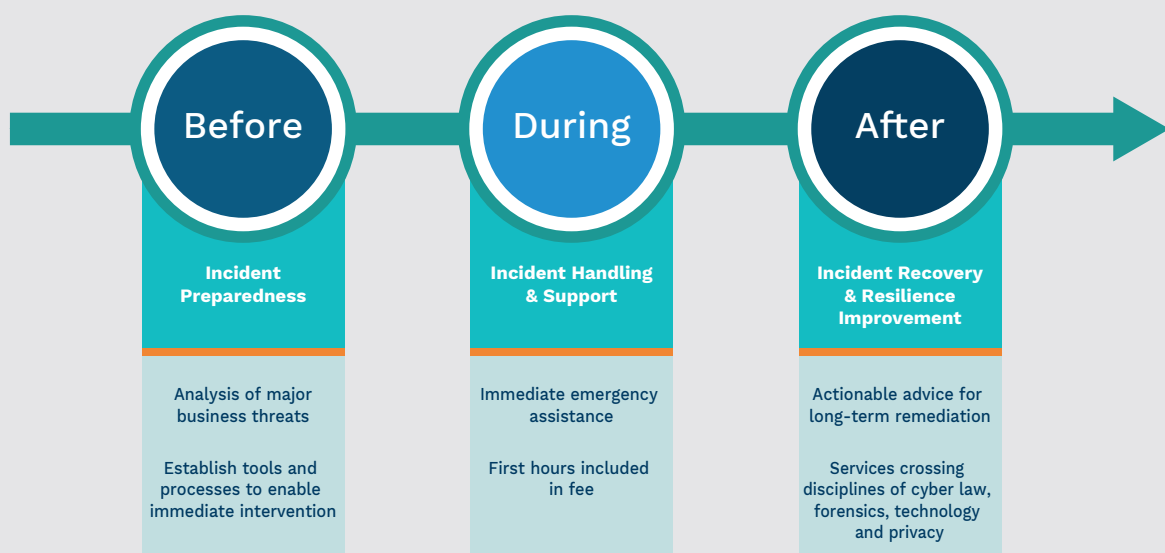 Before
During
After
Incident
Preparedness
Incident Handling
& Support
Incident Recovery
& Resilience
Improvement
Analysis of major
business threats
Establish tools and
processes to enable
immediate intervention
Immediate emergency
assistance
First hours included
in fee
Actionable advice for
long-term remediation
Services crossing
disciplines of cyber law,
forensics, technology
and privacy